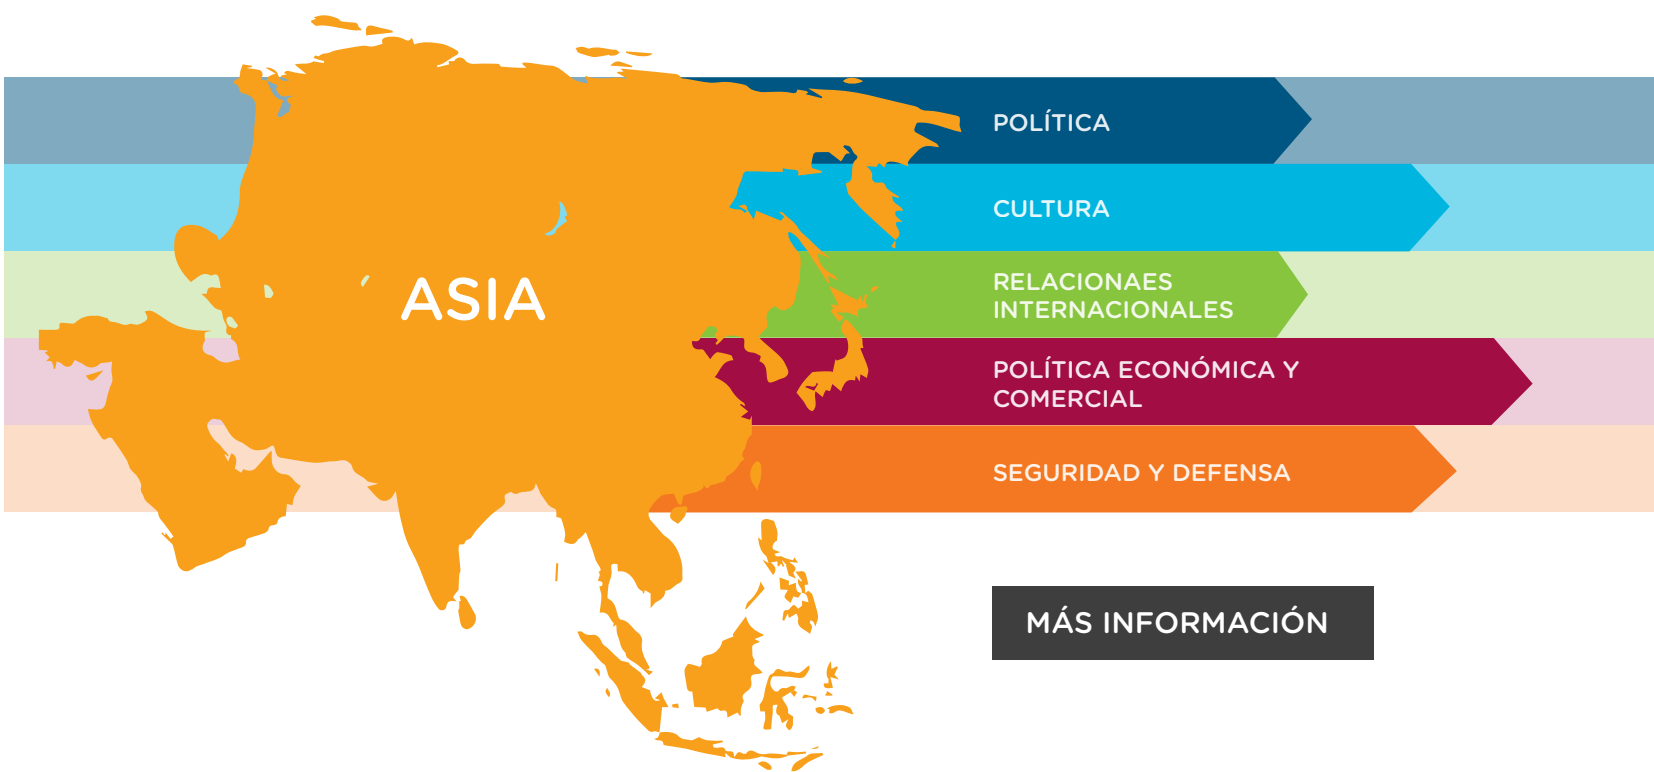 ASIA
POLÍTICA
CULTURA
RELACIONAES
INTERNACIONALES
POLÍTICA ECONÓMICA Y
COMERCIAL
SEGURIDAD Y DEFENSA
MÁS INFORMACIÓN